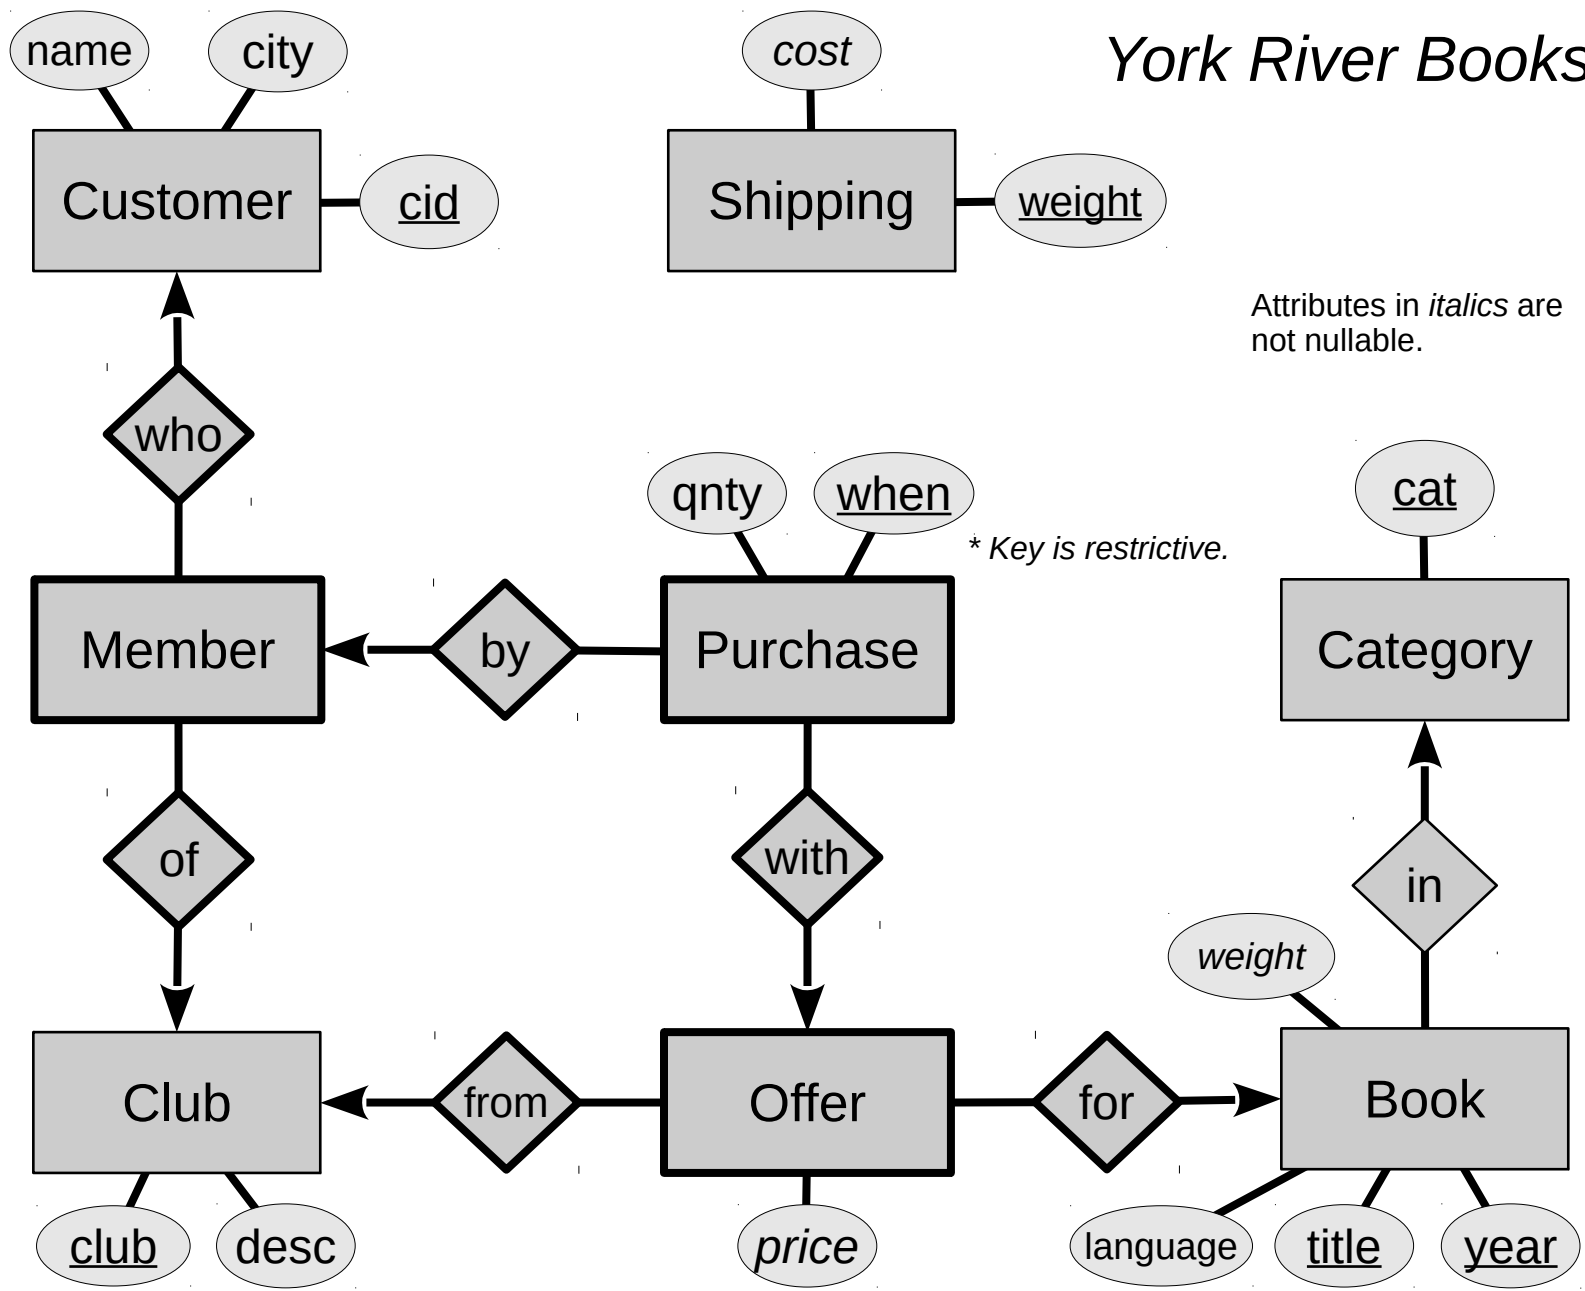 name
city
cost
York River Books
Customer
cid
Shipping
weight
Attributes in italics are
not nullable.
who
qnty
when
cat
* Key is restrictive.
Member
by
Purchase
Category
of
with
in
weight
Club
from
Offer
for
Book
club
desc
price
language
title
year